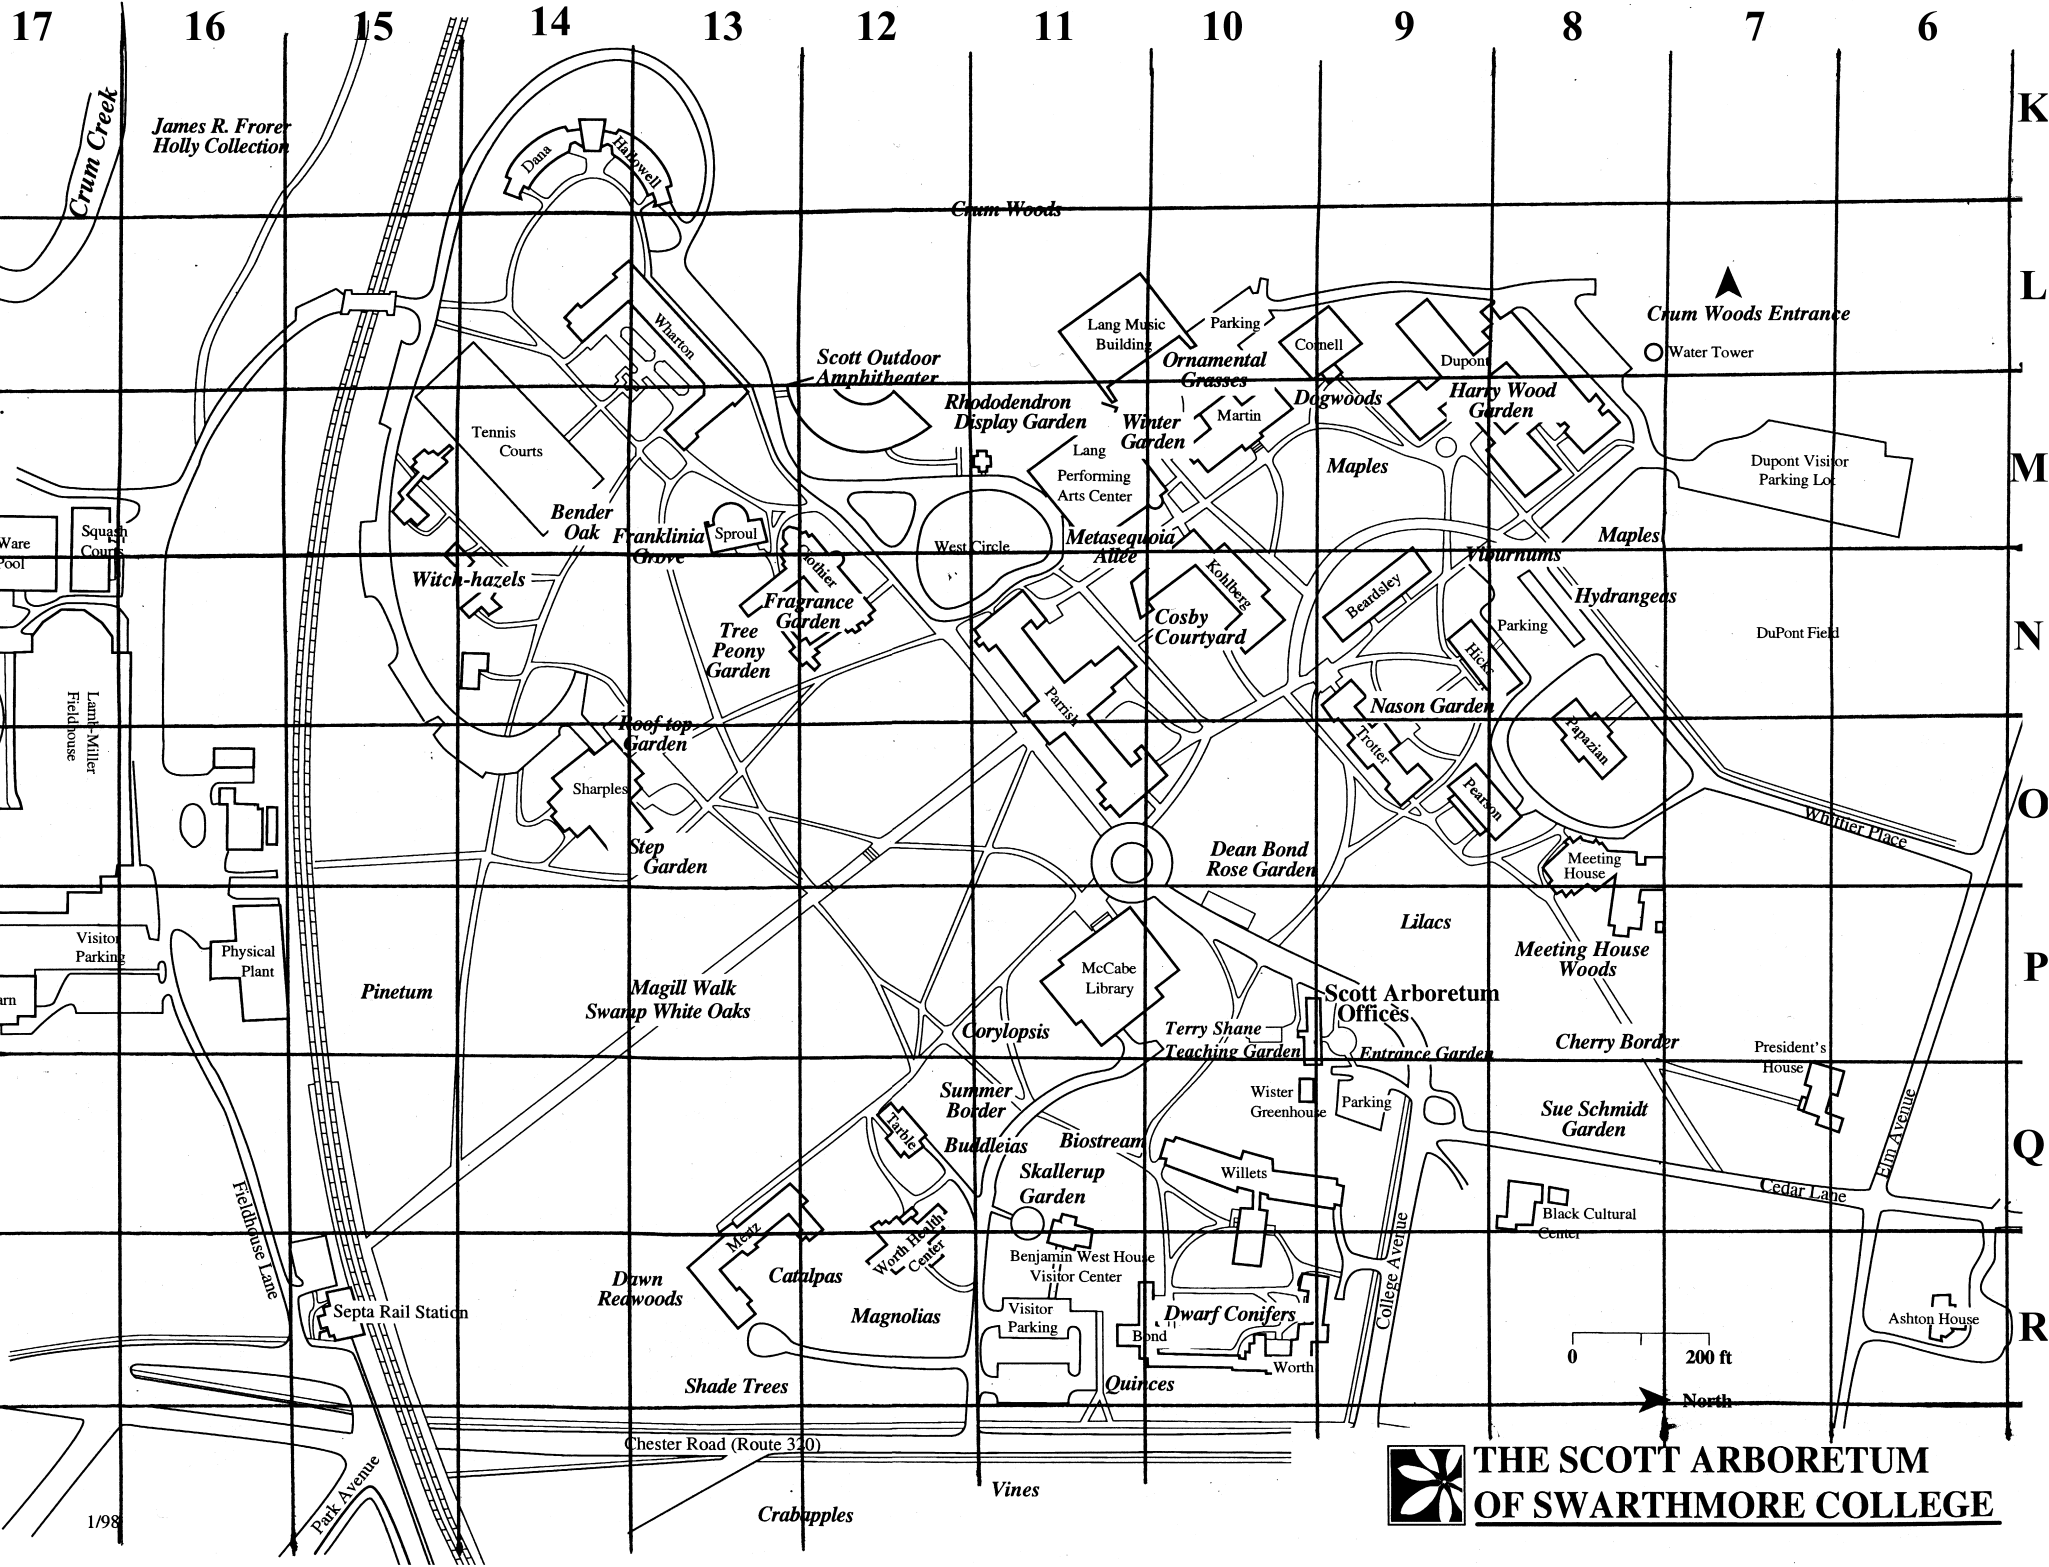 17 16 15 14 13 12 11 10 9 8 7 6
K
Crum Creek
James R. Frorer
Holly Collection
Dana
Hallowell
Crum Woods
L
Crum Woods Entrance
Water Tower
Wharton
Scott Outdoor
Amphitheater
Lang Music
Building
Parking
Cornell
Dupont
Ornamental
Grasses
Harry Wood
Garden
Dogwoods
Rhododendron
Display Garden
Winter
Garden
Martin
M
Tennis
Courts
Lang
Performing
Arts Center
Maples
Dupont Visitor
Parking Lot
Bender
Oak
Franklinia
Grove
Sproul
Clothier
West Circle
Metasequoia
Allée
Maples
Viburnums
Ware
Pool
Squash
Courts
Witch-hazels
Fragrance
Garden
Tree
Peony
Garden
Kohlberg
Cosby
Courtyard
Beardsley
Hydrangeas
Parking
Hicks
DuPont Field
N
Lamb-Miller
Fieldhouse
Parrish
Nason Garden
Trotter
Papazian
Roof top
Garden
Sharples
Pearson
O
Whittier Place
Step
Garden
Dean Bond
Rose Garden
Meeting
House
Lilacs
Visitor
Parking
Physical
Plant
arn
Pinetum
Magill Walk
Swamp White Oaks
McCabe
Library
Meeting House
Woods
P
Scott Arboretum
Offices
Corylopsis
Terry Shane
Teaching Garden
Entrance Garden
Cherry Border
President's
House
Wister
Greenhouse
Parking
Summer
Border
Tarble
Buddleias
Biostream
Sue Schmidt
Garden
Elm Avenue
Q
Skallerup
Garden
Willets
Cedar Lane
Fieldhouse Lane
Mertz
Worth Health
Center
Black Cultural
Center
Benjamin West House
Visitor Center
College Avenue
Dawn
Redwoods
Catalpas
Septa Rail Station
Magnolias
Visitor
Parking
Bond
Dwarf Conifers
Worth
Ashton House
R
0 200 ft
Shade Trees
Quinces
North
Chester Road (Route 320)
Park Avenue
Vines
Crabapples
1/98
THE SCOTT ARBORETUM
OF SWARTHMORE COLLEGE